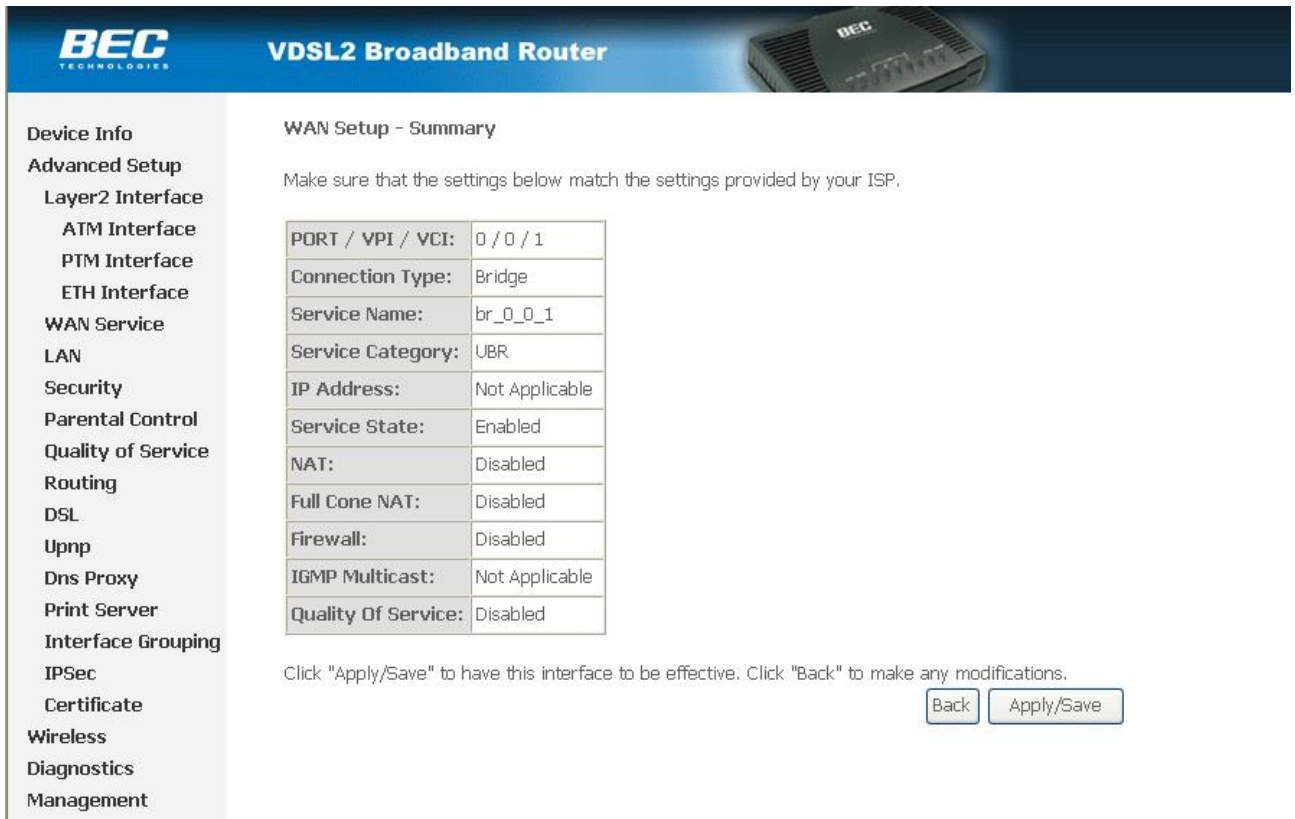 BEC
TECHNOLOGIES
VDSL2 Broadband Router
BEC
Device Info
Advanced Setup
Layer2 Interface
ATM Interface
PTM Interface
ETH Interface
WAN Service
LAN
Security
Parental Control
Quality of Service
Routing
DSL
Upnp
Dns Proxy
Print Server
Interface Grouping
IPSec
Certificate
Wireless
Diagnostics
Management
WAN Setup - Summary
Make sure that the settings below match the settings provided by your ISP.
PORT / VPI / VCI: 0 / 0 / 1
Connection Type: Bridge
Service Name: br_0_0_1
Service Category: UBR
IP Address: Not Applicable
Service State: Enabled
NAT: Disabled
Full Cone NAT: Disabled
Firewall: Disabled
IGMP Multicast: Not Applicable
Quality Of Service: Disabled
Click "Apply/Save" to have this interface to be effective. Click "Back" to make any modifications.
Back Apply/Save